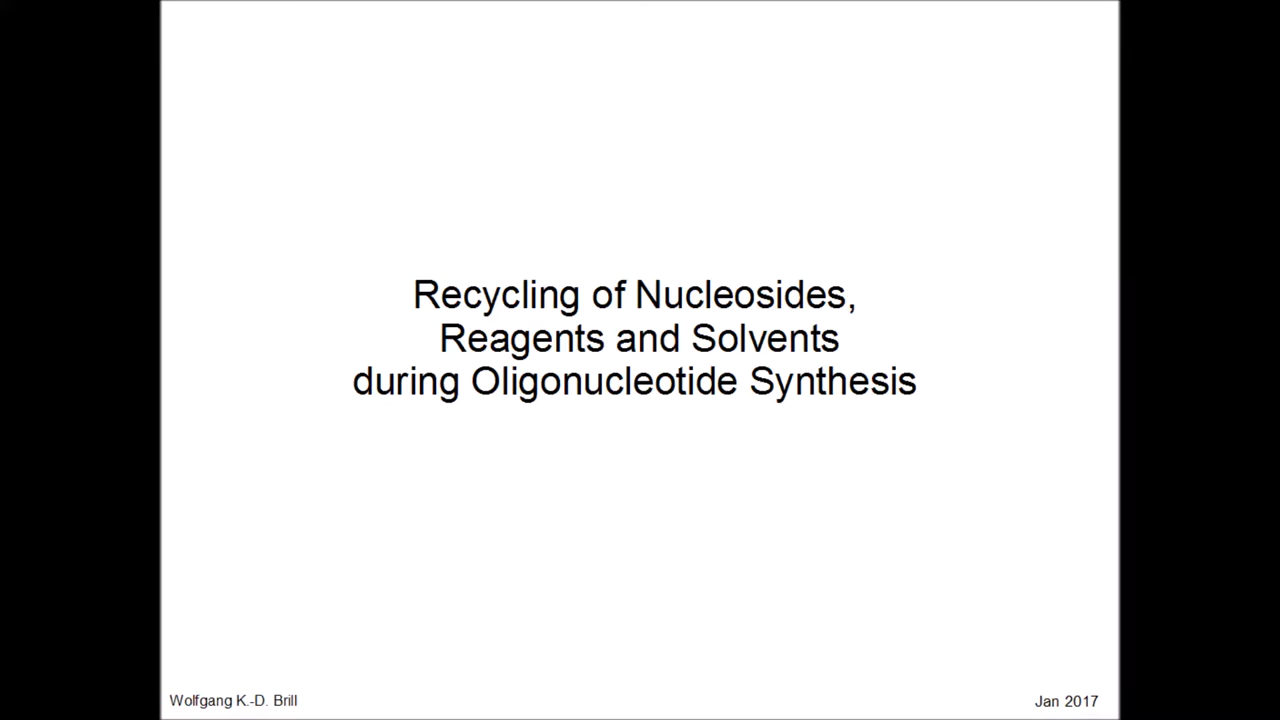 Recycling of Nucleosides,
Reagents and Solvents
during Oligonucleotide Synthesis
Wolfgang K.-D. Brill
Jan 2017